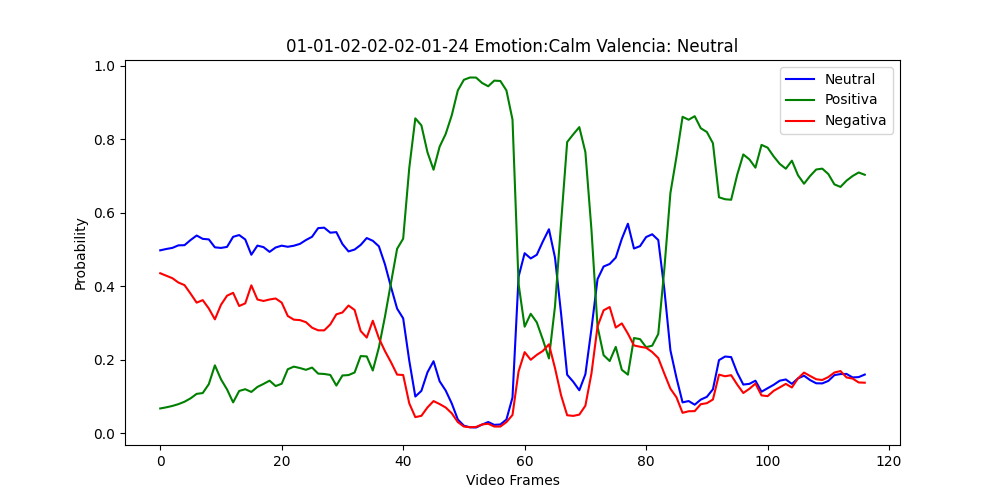 01-01-02-02-02-01-24 Emotion:Calm Valencia: Neutral
Neutral
Positiva
Negativa
1.0
0.8
0.6
0.4
0.2
0.0
Probability
0
20
40
60
80
100
120
Video Frames